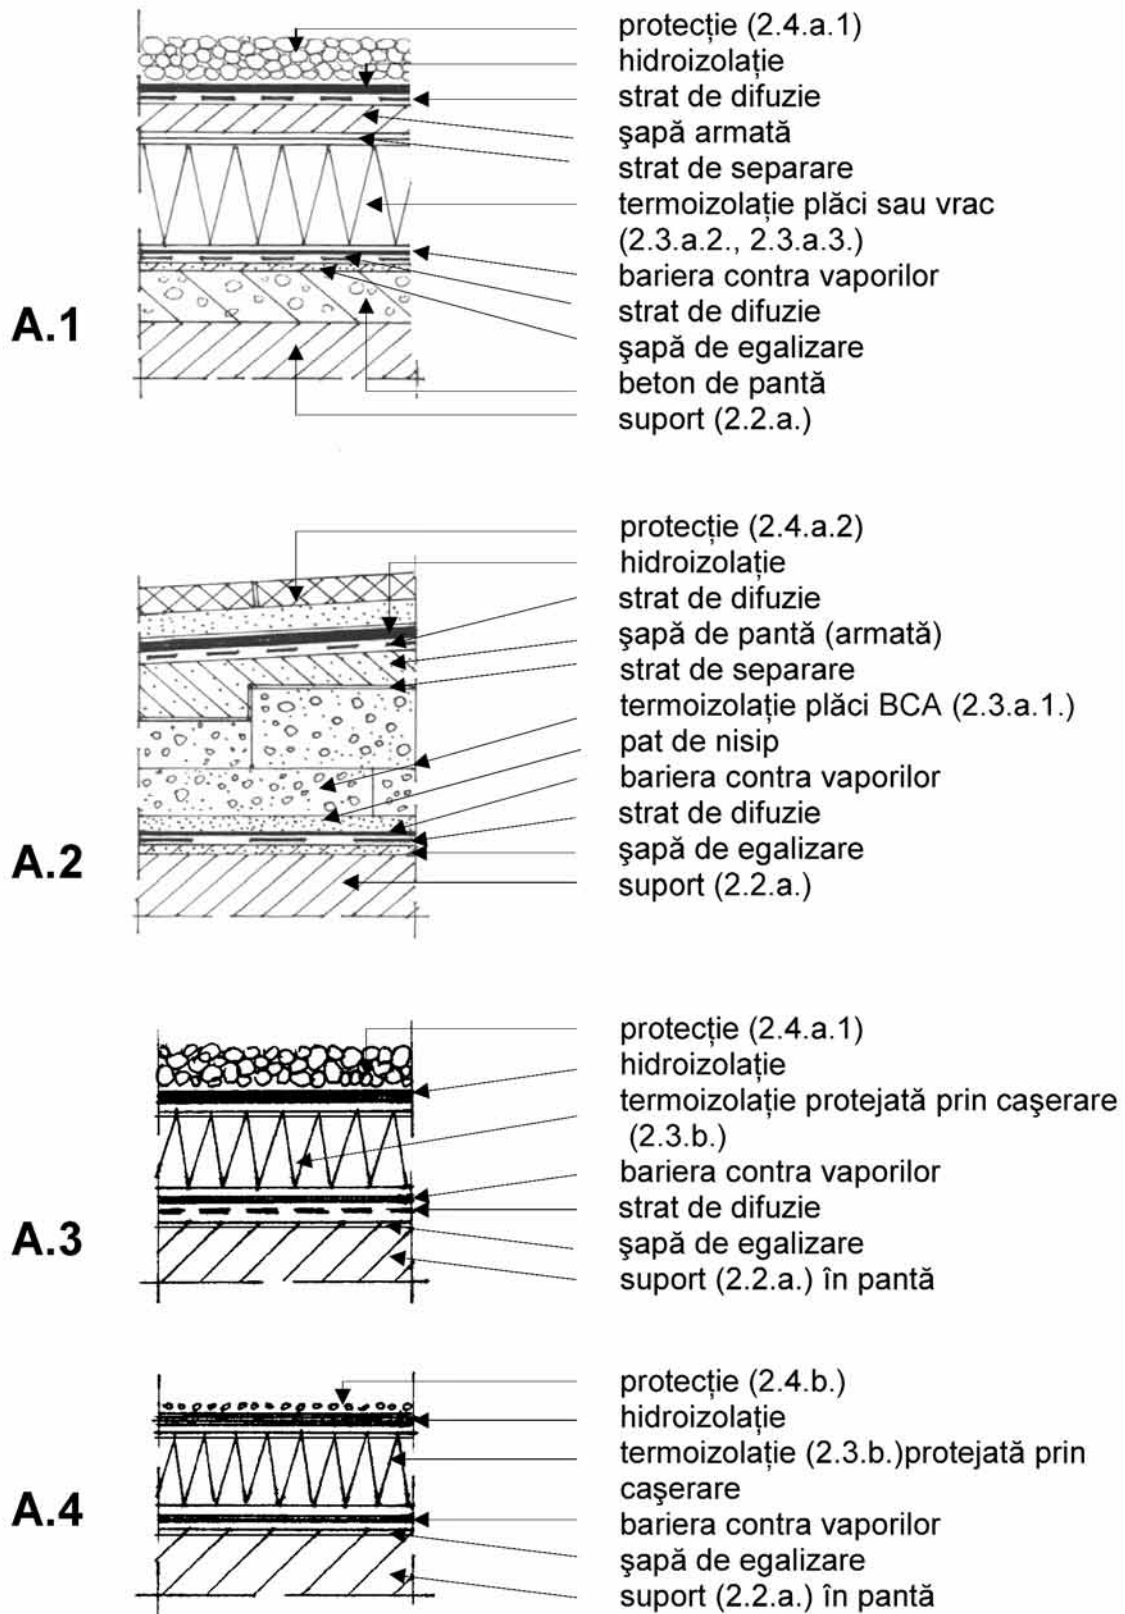 A.1
protecție (2.4.a.1)
hidroizolație
strat de difuzie
şapă armată
strat de separare
termoizolație plăci sau vrac
(2.3.a.2., 2.3.a.3.)
bariera contra vaporilor
strat de difuzie
şapă de egalizare
beton de pantă
suport (2.2.a.)
A.2
protecție (2.4.a.2)
hidroizolație
strat de difuzie
şapă de pantă (armată)
strat de separare
termoizolație plăci BCA (2.3.a.1.)
pat de nisip
bariera contra vaporilor
strat de difuzie
şapă de egalizare
suport (2.2.a.)
A.3
protecție (2.4.a.1)
hidroizolație
termoizolație protejată prin caşerare
(2.3.b.)
bariera contra vaporilor
strat de difuzie
şapă de egalizare
suport (2.2.a.) în pantă
A.4
protecție (2.4.b.)
hidroizolație
termoizolație (2.3.b.)protejată prin
caşerare
bariera contra vaporilor
şapă de egalizare
suport (2.2.a.) în pantă